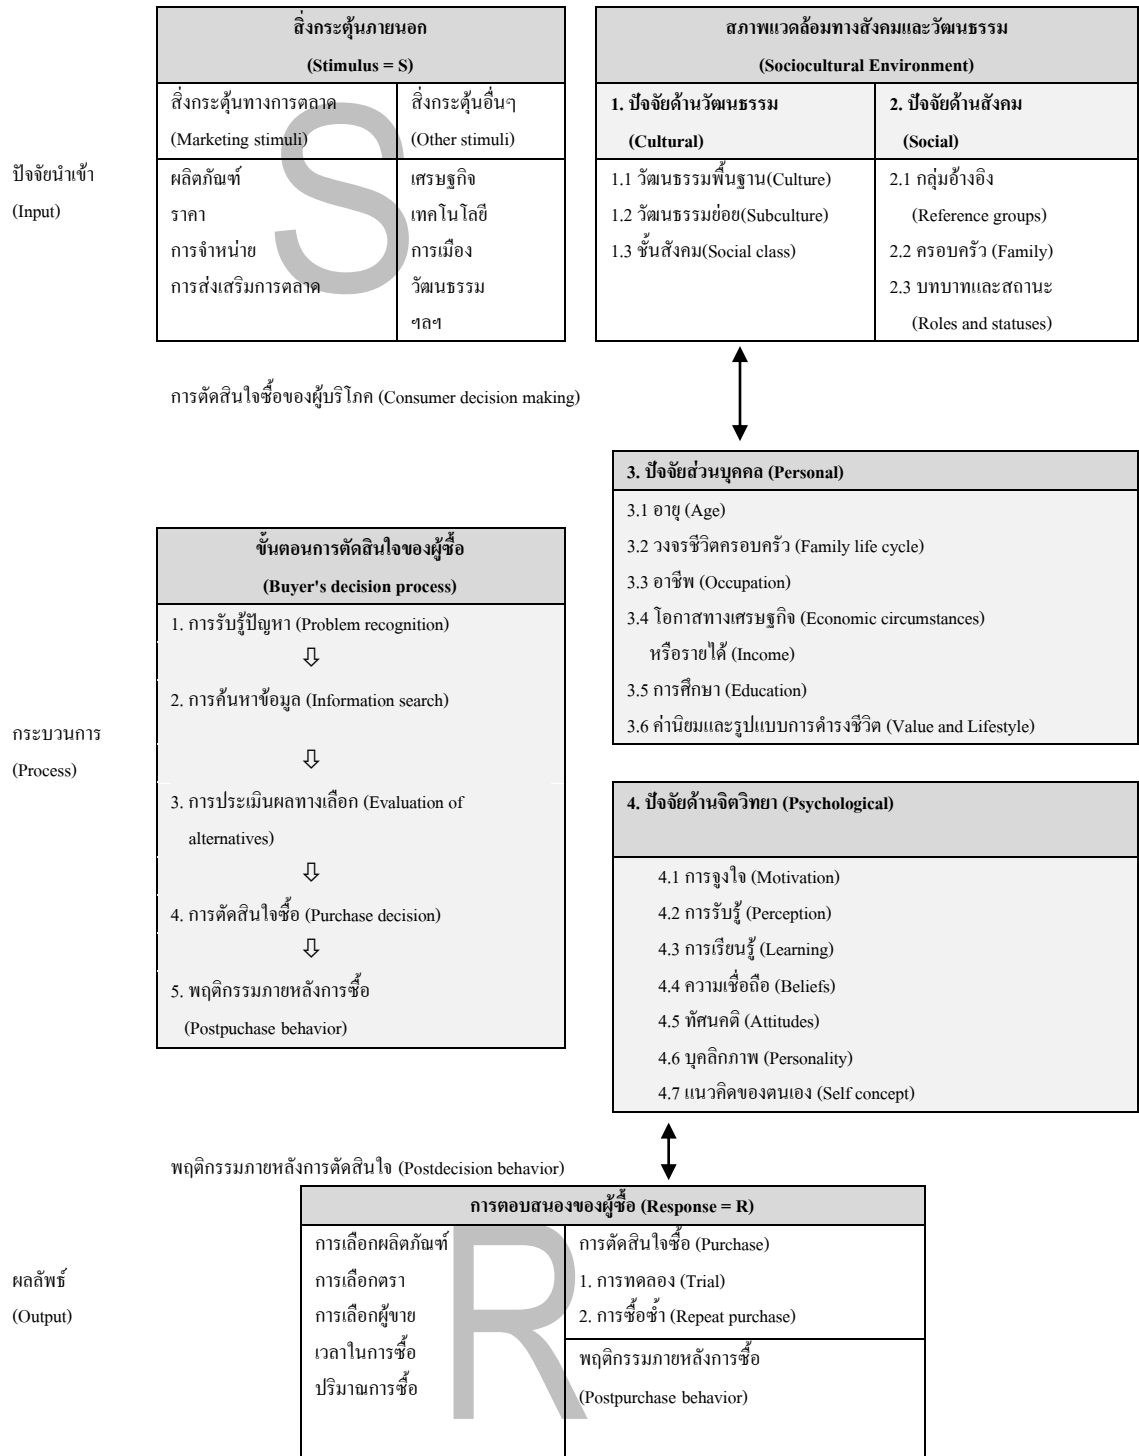 สิ่งกระตุ้นภายนอก
(Stimulus = S)
สิ่งกระตุ้นทางการตลาด
(Marketing stimuli)
สิ่งกระตุ้นอื่นๆ
(Other stimuli)
S
ผลิตภัณฑ์
ราคา
การจำหน่าย
การส่งเสริมการตลาด
เศรษฐกิจ
เทคโนโลยี
การเมือง
วัฒนธรรม
ฯลฯ
สภาพแวดล้อมทางสังคมและวัฒนธรรม
(Sociocultural Environment)
1. ปัจจัยด้านวัฒนธรรม
(Cultural)
2. ปัจจัยด้านสังคม
(Social)
1.1 วัฒนธรรมพื้นฐาน(Culture)
1.2 วัฒนธรรมย่อย(Subculture)
1.3 ชั้นสังคม(Social class)
2.1 กลุ่มอ้างอิง
(Reference groups)
2.2 ครอบครัว (Family)
2.3 บทบาทและสถานะ
(Roles and statuses)
ปัจจัยนำเข้า
(Input)
การตัดสินใจซื้อของผู้บริโภค (Consumer decision making)
3. ปัจจัยส่วนบุคคล (Personal)
3.1 อายุ (Age)
3.2 วงจรชีวิตครอบครัว (Family life cycle)
3.3 อาชีพ (Occupation)
3.4 โอกาสทางเศรษฐกิจ (Economic circumstances)
หรือรายได้ (Income)
3.5 การศึกษา (Education)
3.6 ค่านิยมและรูปแบบการดำรงชีวิต (Value and Lifestyle)
ขั้นตอนการตัดสินใจของผู้ซื้อ
(Buyer's decision process)
1. การรับรู้ปัญหา (Problem recognition)
2. การค้นหาข้อมูล (Information search)
3. การประเมินผลทางเลือก (Evaluation of
alternatives)
4. การตัดสินใจซื้อ (Purchase decision)
5. พฤติกรรมภายหลังการซื้อ
(Postpuchase behavior)
กระบวนการ
(Process)
4. ปัจจัยด้านจิตวิทยา (Psychological)
4.1 การจูงใจ (Motivation)
4.2 การรับรู้ (Perception)
4.3 การเรียนรู้ (Learning)
4.4 ความเชื่อถือ (Beliefs)
4.5 ทัศนคติ (Attitudes)
4.6 บุคลิกภาพ (Personality)
4.7 แนวคิดของตนเอง (Self concept)
พฤติกรรมภายหลังการตัดสินใจ (Postdecision behavior)
การตอบสนองของผู้ซื้อ (Response = R)
R
การเลือกผลิตภัณฑ์
การเลือกตรา
การเลือกผู้ขาย
เวลาในการซื้อ
ปริมาณการซื้อ
การตัดสินใจซื้อ (Purchase)
1. การทดลอง (Trial)
2. การซื้อซ้ำ (Repeat purchase)
พฤติกรรมภายหลังการซื้อ
(Postpurchase behavior)
ผลลัพธ์
(Output)